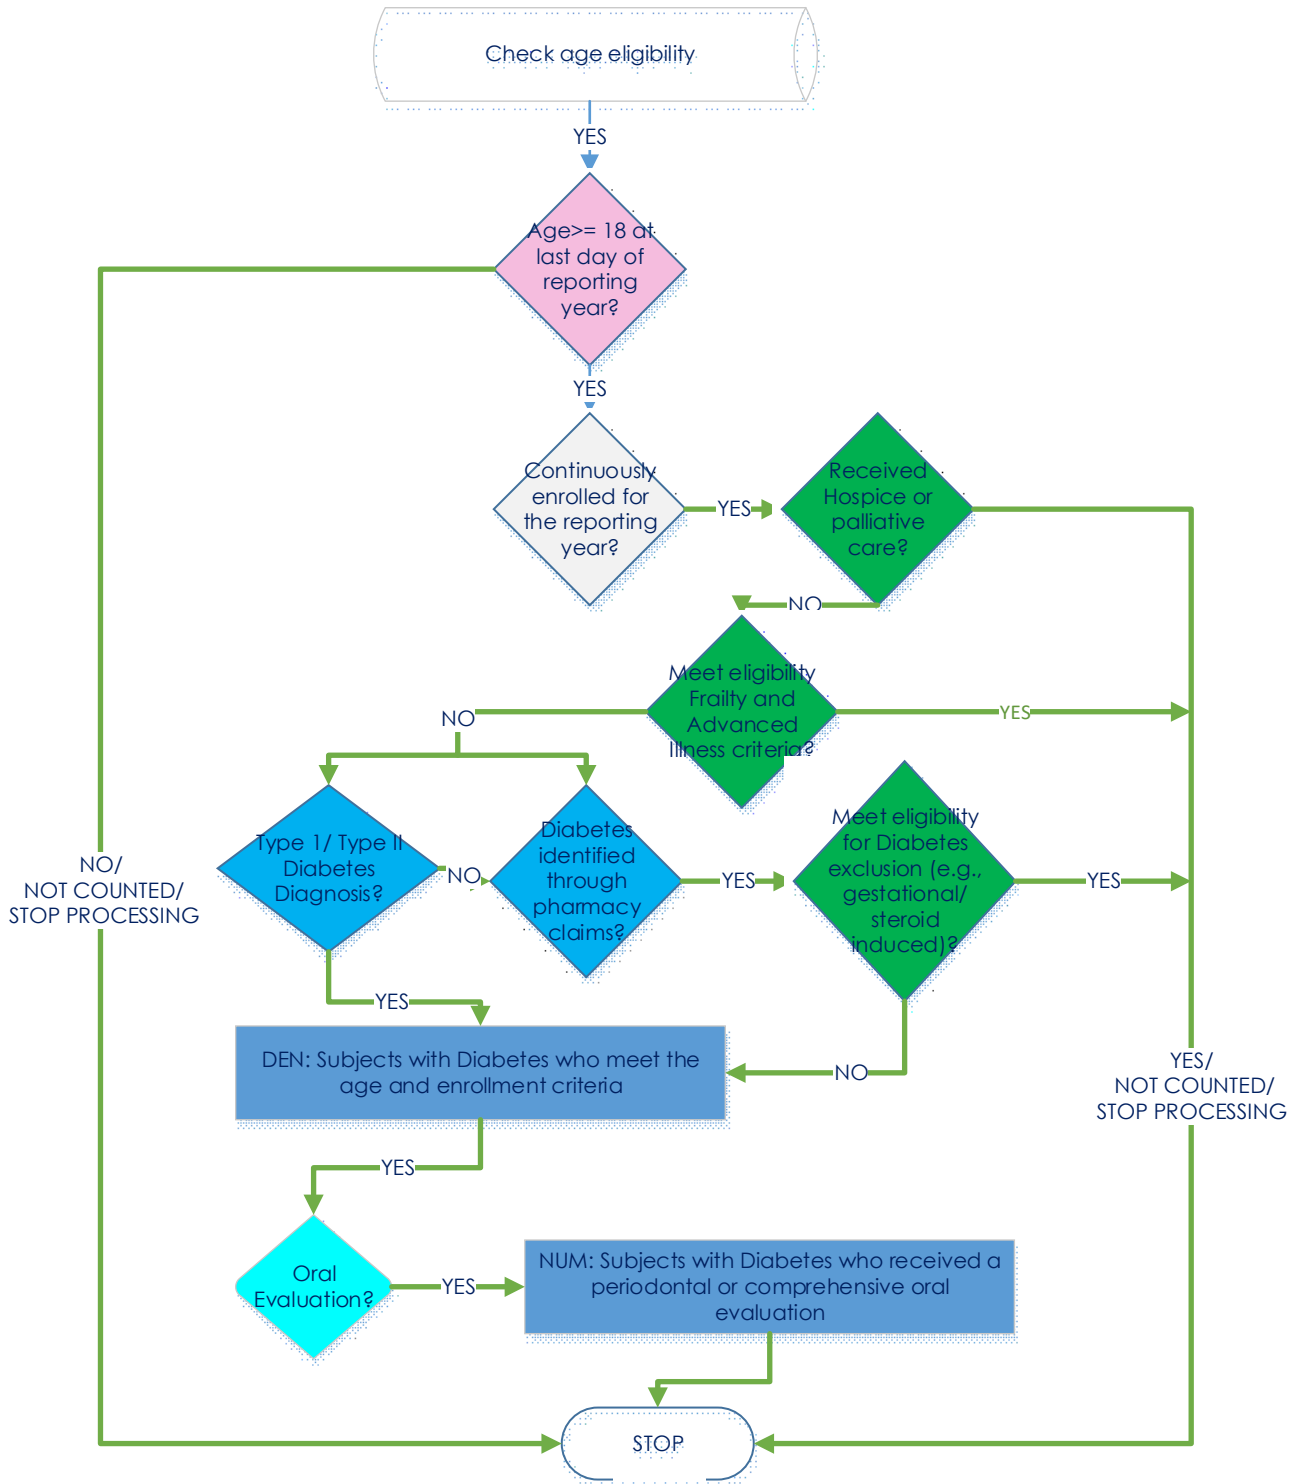 Check age eligibility
YES
Age>= 18 at
last day of
reporting
year?
YES
Continuously
enrolled for
the reporting
year?
YES
Received
Hospice or
palliative
care?
NO
Meet eligibility
Frailty and
Advanced
Illness criteria?
YES
NO
Type 1/ Type II
Diabetes
Diagnosis?
NO
Diabetes
identified
through
pharmacy
claims?
YES
Meet eligibility
for Diabetes
exclusion (e.g.,
gestational/
steroid
induced)?
YES
NO/
NOT COUNTED/
STOP PROCESSING
YES
DEN: Subjects with Diabetes who meet the
age and enrollment criteria
NO
YES/
NOT COUNTED/
STOP PROCESSING
YES
Oral
Evaluation?
YES
NUM: Subjects with Diabetes who received a
periodontal or comprehensive oral
evaluation
STOP